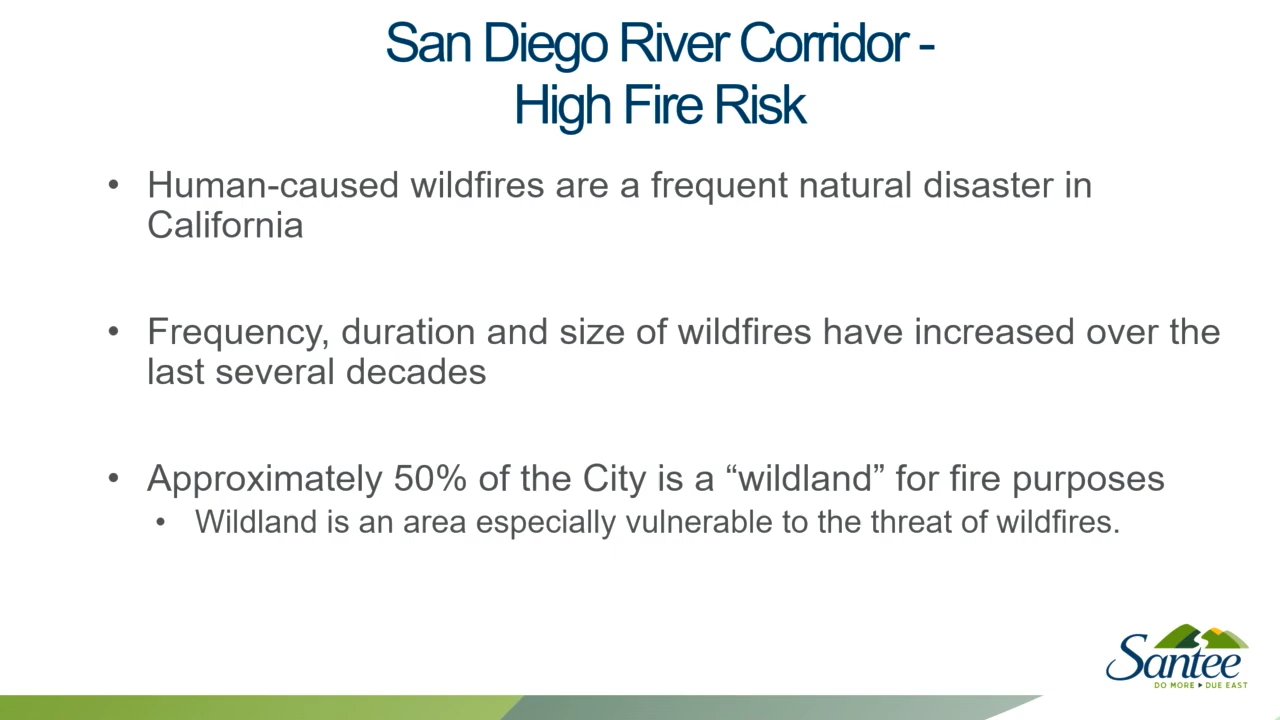 San Diego River Corridor -
High Fire Risk
• Human-caused wildfires are a frequent natural disaster in
California
• Frequency, duration and size of wildfires have increased over the
last several decades
• Approximately 50% of the City is a “wildland” for fire purposes
• Wildland is an area especially vulnerable to the threat of wildfires.
Santee
DO MORE ▸ DUE EAST